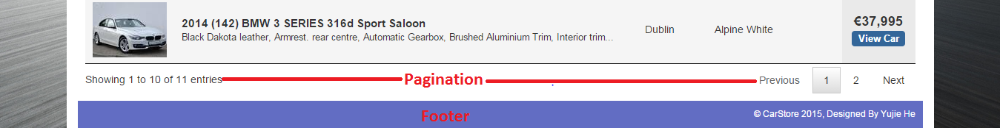 2014 (142) BMW 3 SERIES 316d Sport Saloon
Black Dakota leather, Armrest. rear centre, Automatic Gearbox, Brushed Aluminium Trim, Interior trim...
Dublin
Alpine White
€37,995
View Car
Showing 1 to 10 of 11 entries
Pagination
Previous 1 2 Next
Footer
© CarStore 2015, Designed By Yujie He